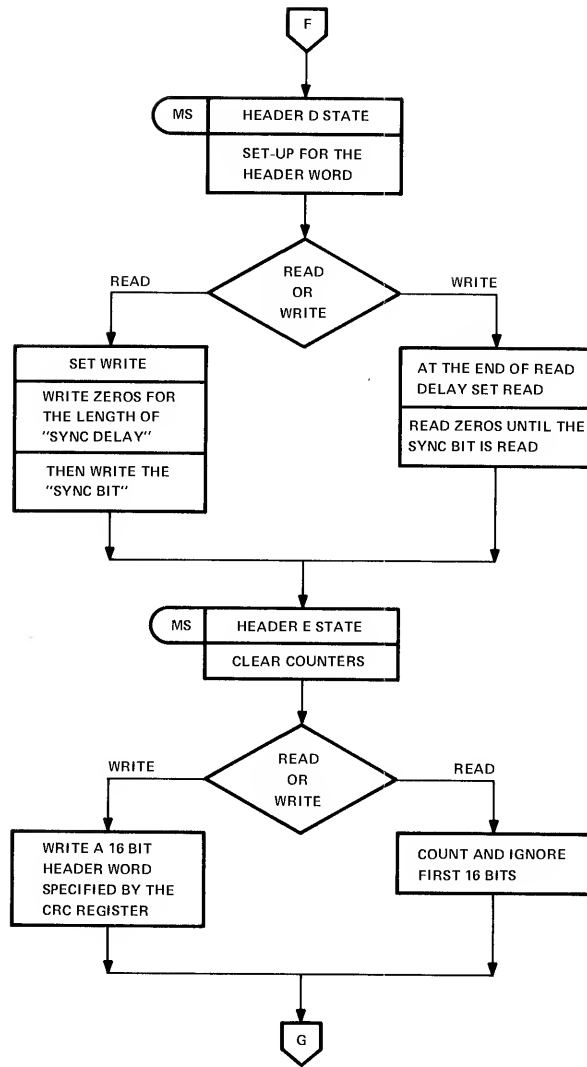 F
MS
HEADER D STATE
SET-UP FOR THE
HEADER WORD
READ
OR
WRITE
READ
WRITE
SET WRITE
WRITE ZEROS FOR
THE LENGTH OF
"SYNC DELAY"
THEN WRITE THE
"SYNC BIT"
AT THE END OF READ
DELAY SET READ
READ ZEROS UNTIL THE
SYNC BIT IS READ
MS
HEADER E STATE
CLEAR COUNTERS
READ
OR
WRITE
WRITE
READ
WRITE A 16 BIT
HEADER WORD
SPECIFIED BY THE
CRC REGISTER
COUNT AND IGNORE
FIRST 16 BITS
G